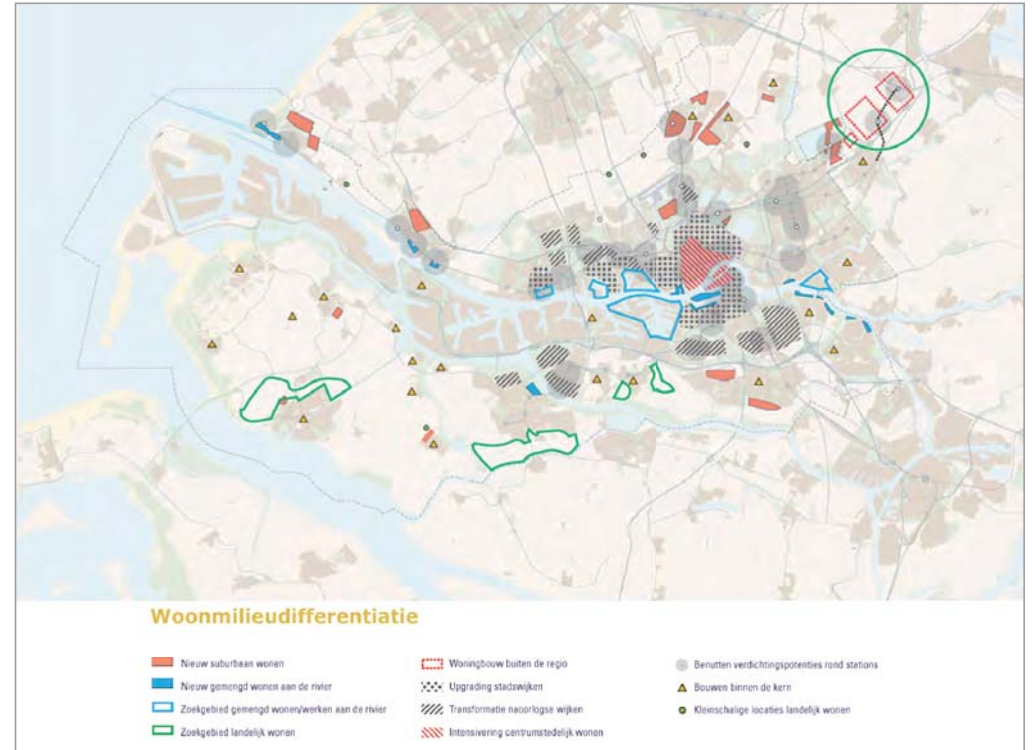 Woonmilieudifferentiatie
Nieuw suburbaan wonen
Nieuw gemengd wonen aan de rivier
Zoekgebied gemengd wonen/werken aan de rivier
Zoekgebied landelijk wonen
Woningbouw buiten de regio
Upgrading stadswijken
Transformatie naoorlogse wijken
Intensivering centrumstedelijk wonen
Benutten verdichtingspotenties rond stations
Bouwen binnen de kern
Kleinschalige locaties landelijk wonen